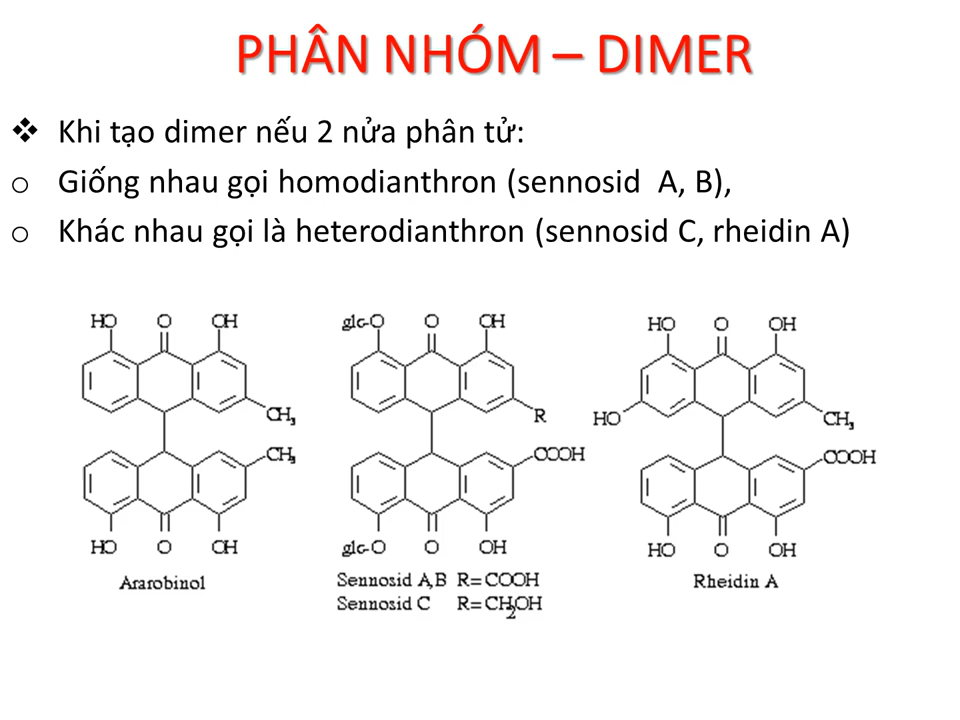 PHÂN NHÓM – DIMER
❖ Khi tạo dimer nếu 2 nửa phân tử:
o Giống nhau gọi homodianthron (sennosid A, B),
o Khác nhau gọi là heterodianthron (sennosid C, rheidin A)
HO O OH
CH3
CH3
HO O OH
Ararobinol
glc-O O OH
R
COOH
glc-O O OH
Sennosid A,B R=COOH
Sennosid C R=CH2OH
HO O OH
HO
CH3
COOH
HO O OH
Rheidin A